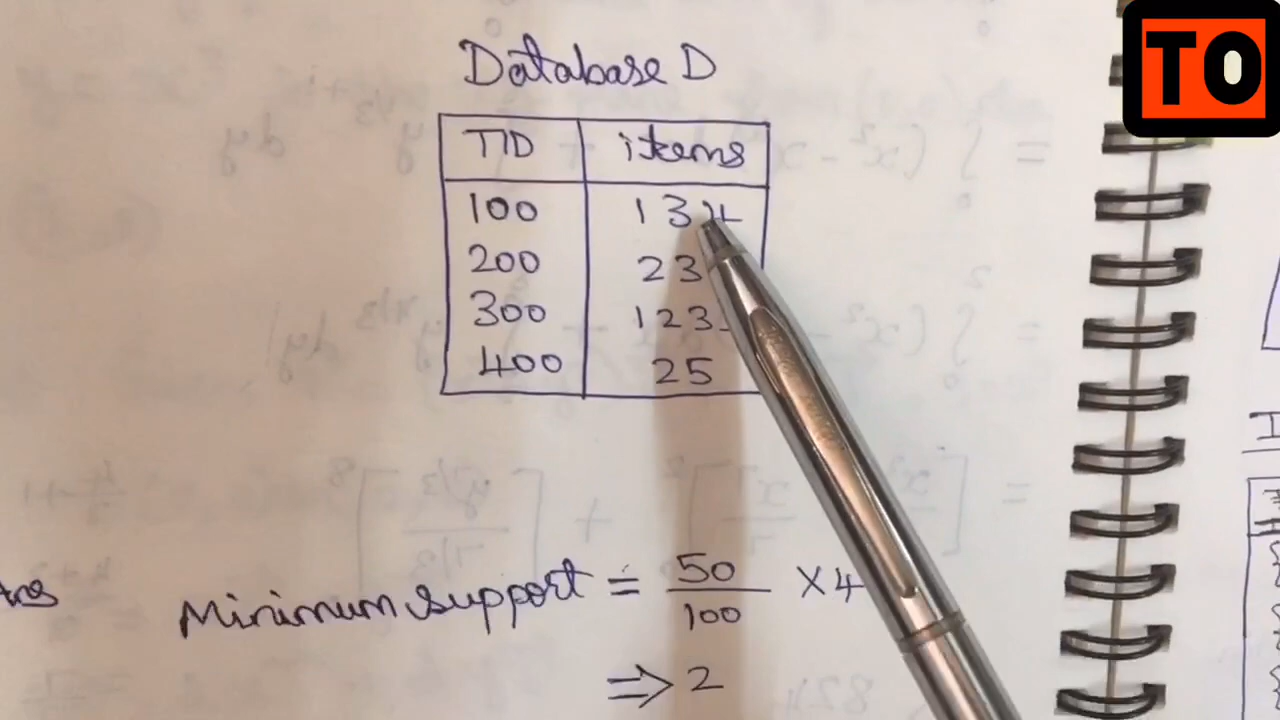 TO
Database D
TID items
100 1 3 4
200 2 3
300 1 2 3
400 2 5
Ans Minimum support = 50/100 × 4
⇒ 2